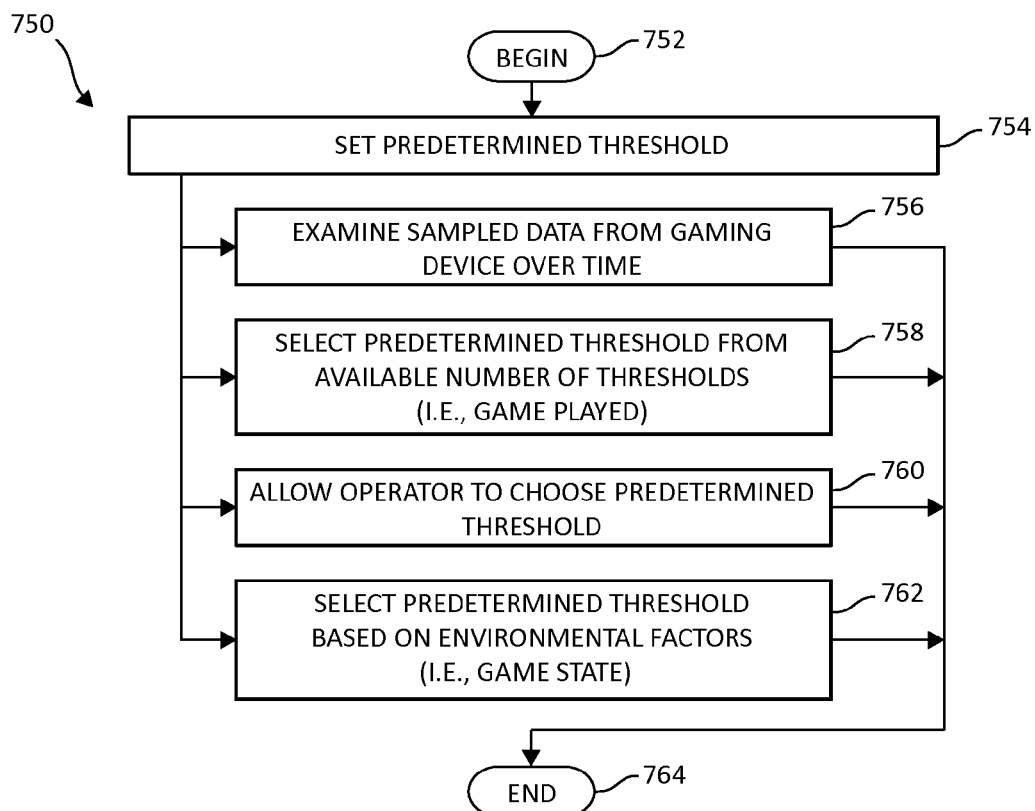 750
BEGIN
752
SET PREDETERMINED THRESHOLD
754
EXAMINE SAMPLED DATA FROM GAMING
DEVICE OVER TIME
756
SELECT PREDETERMINED THRESHOLD FROM
AVAILABLE NUMBER OF THRESHOLDS
(I.E., GAME PLAYED)
758
ALLOW OPERATOR TO CHOOSE PREDETERMINED
THRESHOLD
760
SELECT PREDETERMINED THRESHOLD
BASED ON ENVIRONMENTAL FACTORS
(I.E., GAME STATE)
762
END
764